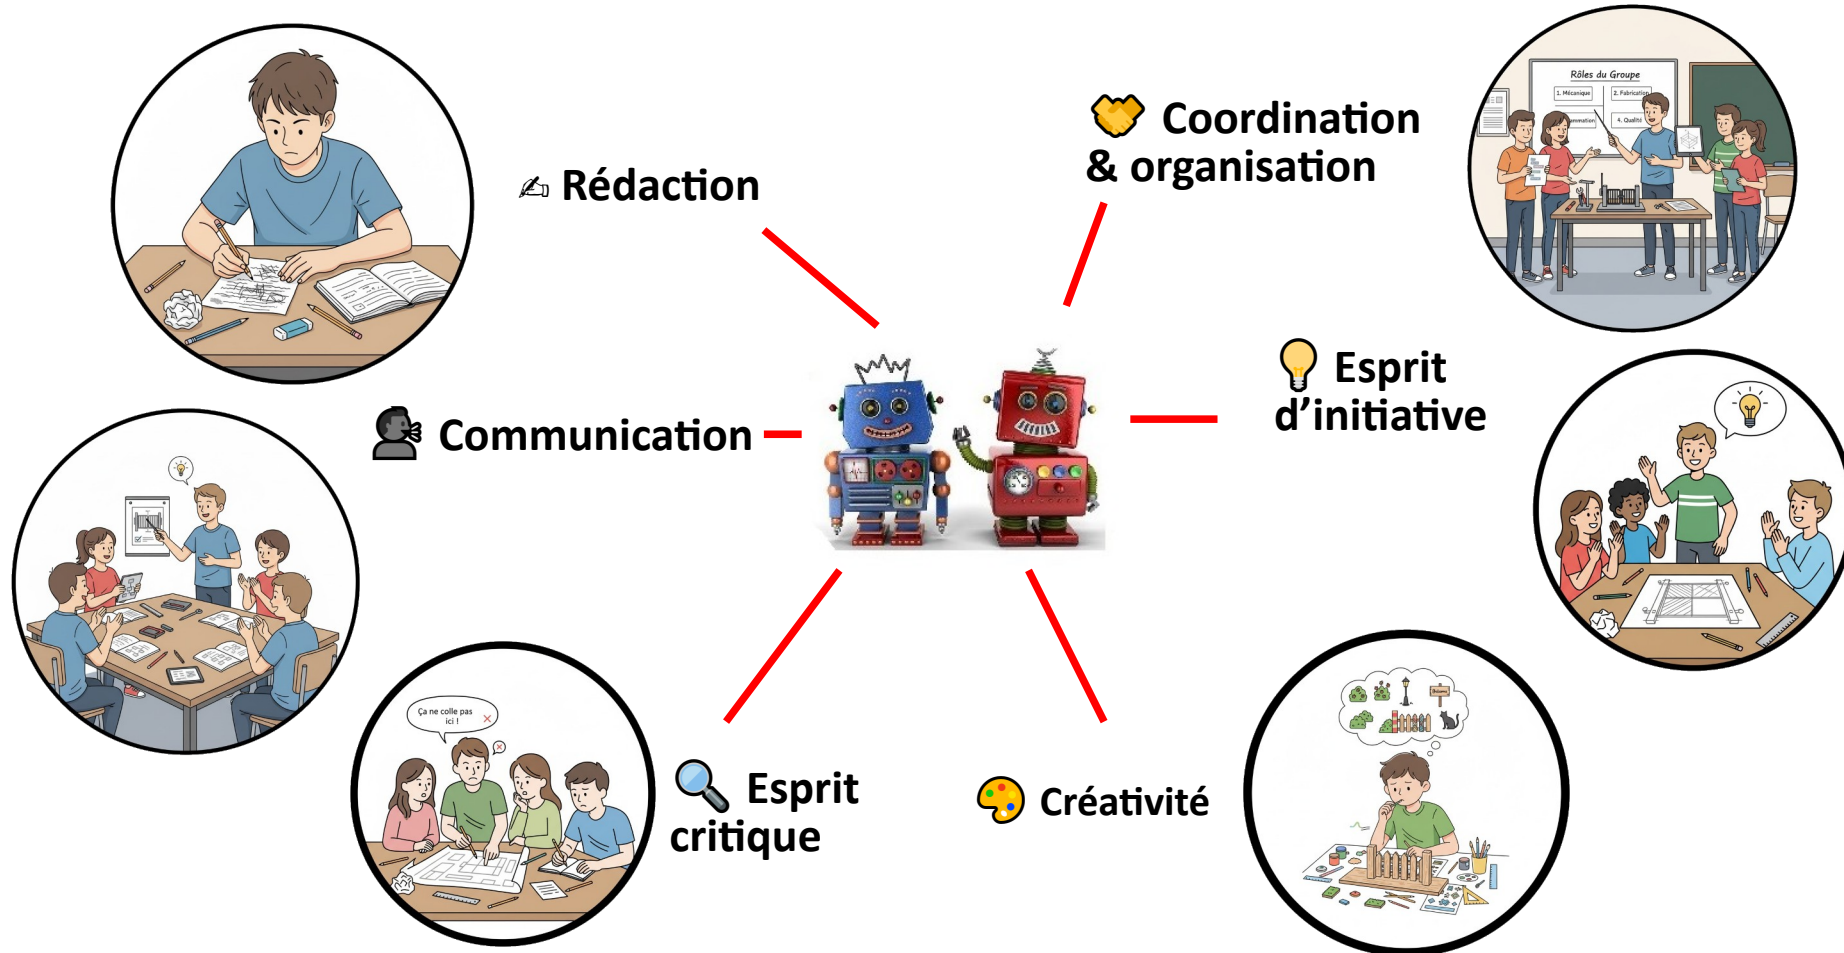 Rédaction
Coordination
& organisation
Rôles du Groupe
1. Mécanique
2. Fabrication
4. Qualité
Esprit
d’initiative
Communication
Ça ne colle pas
ici !
Esprit
critique
Créativité